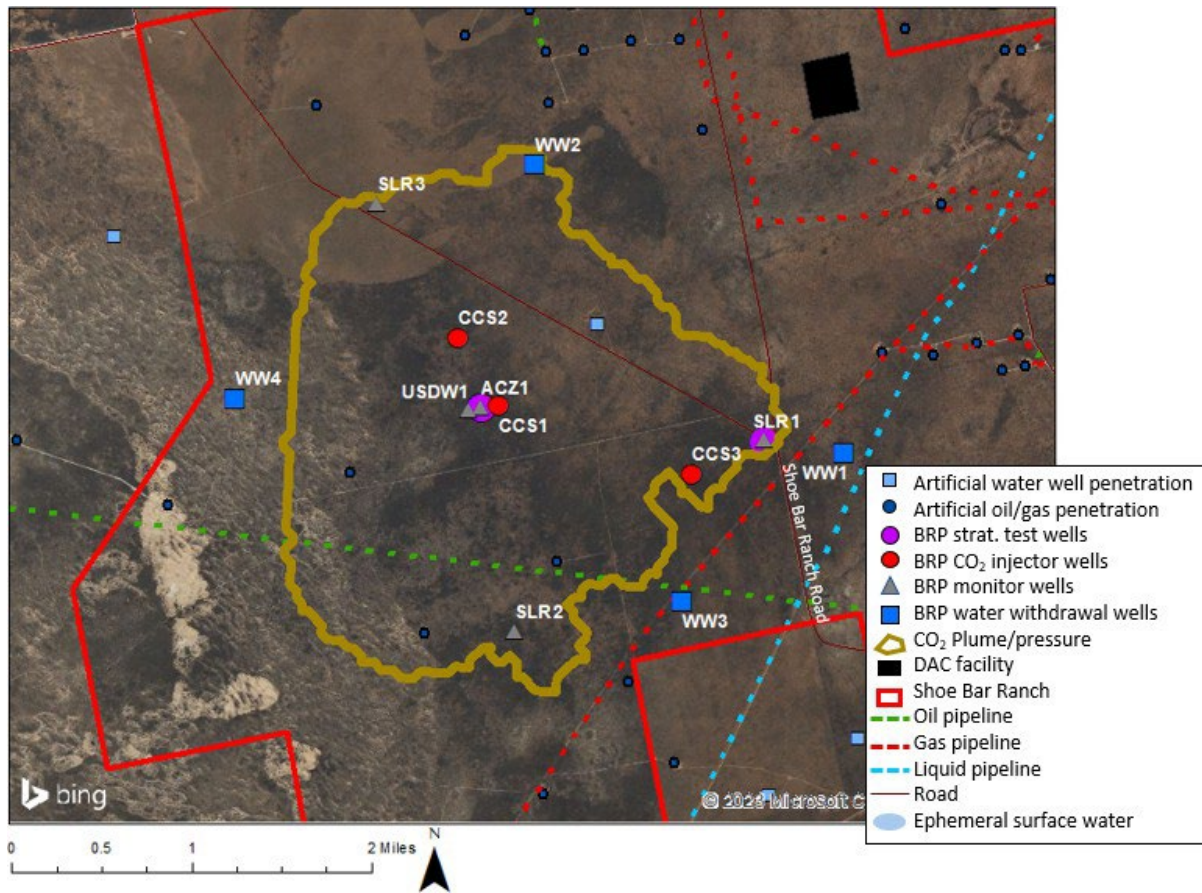 WW2
SLR3
CCS2
WW4
USDW1
ACZ1
CCS1
SLR1
CCS3
WW1
Shoe Bar Ranch Road
SLR2
WW3
Artificial water well penetration
Artificial oil/gas penetration
BRP strat. test wells
BRP CO₂ injector wells
BRP monitor wells
BRP water withdrawal wells
CO₂ Plume/pressure
DAC facility
Shoe Bar Ranch
Oil pipeline
Gas pipeline
Liquid pipeline
Road
Ephemeral surface water
bing
© 2023 Microsoft C
0 0.5 1 2 Miles
N